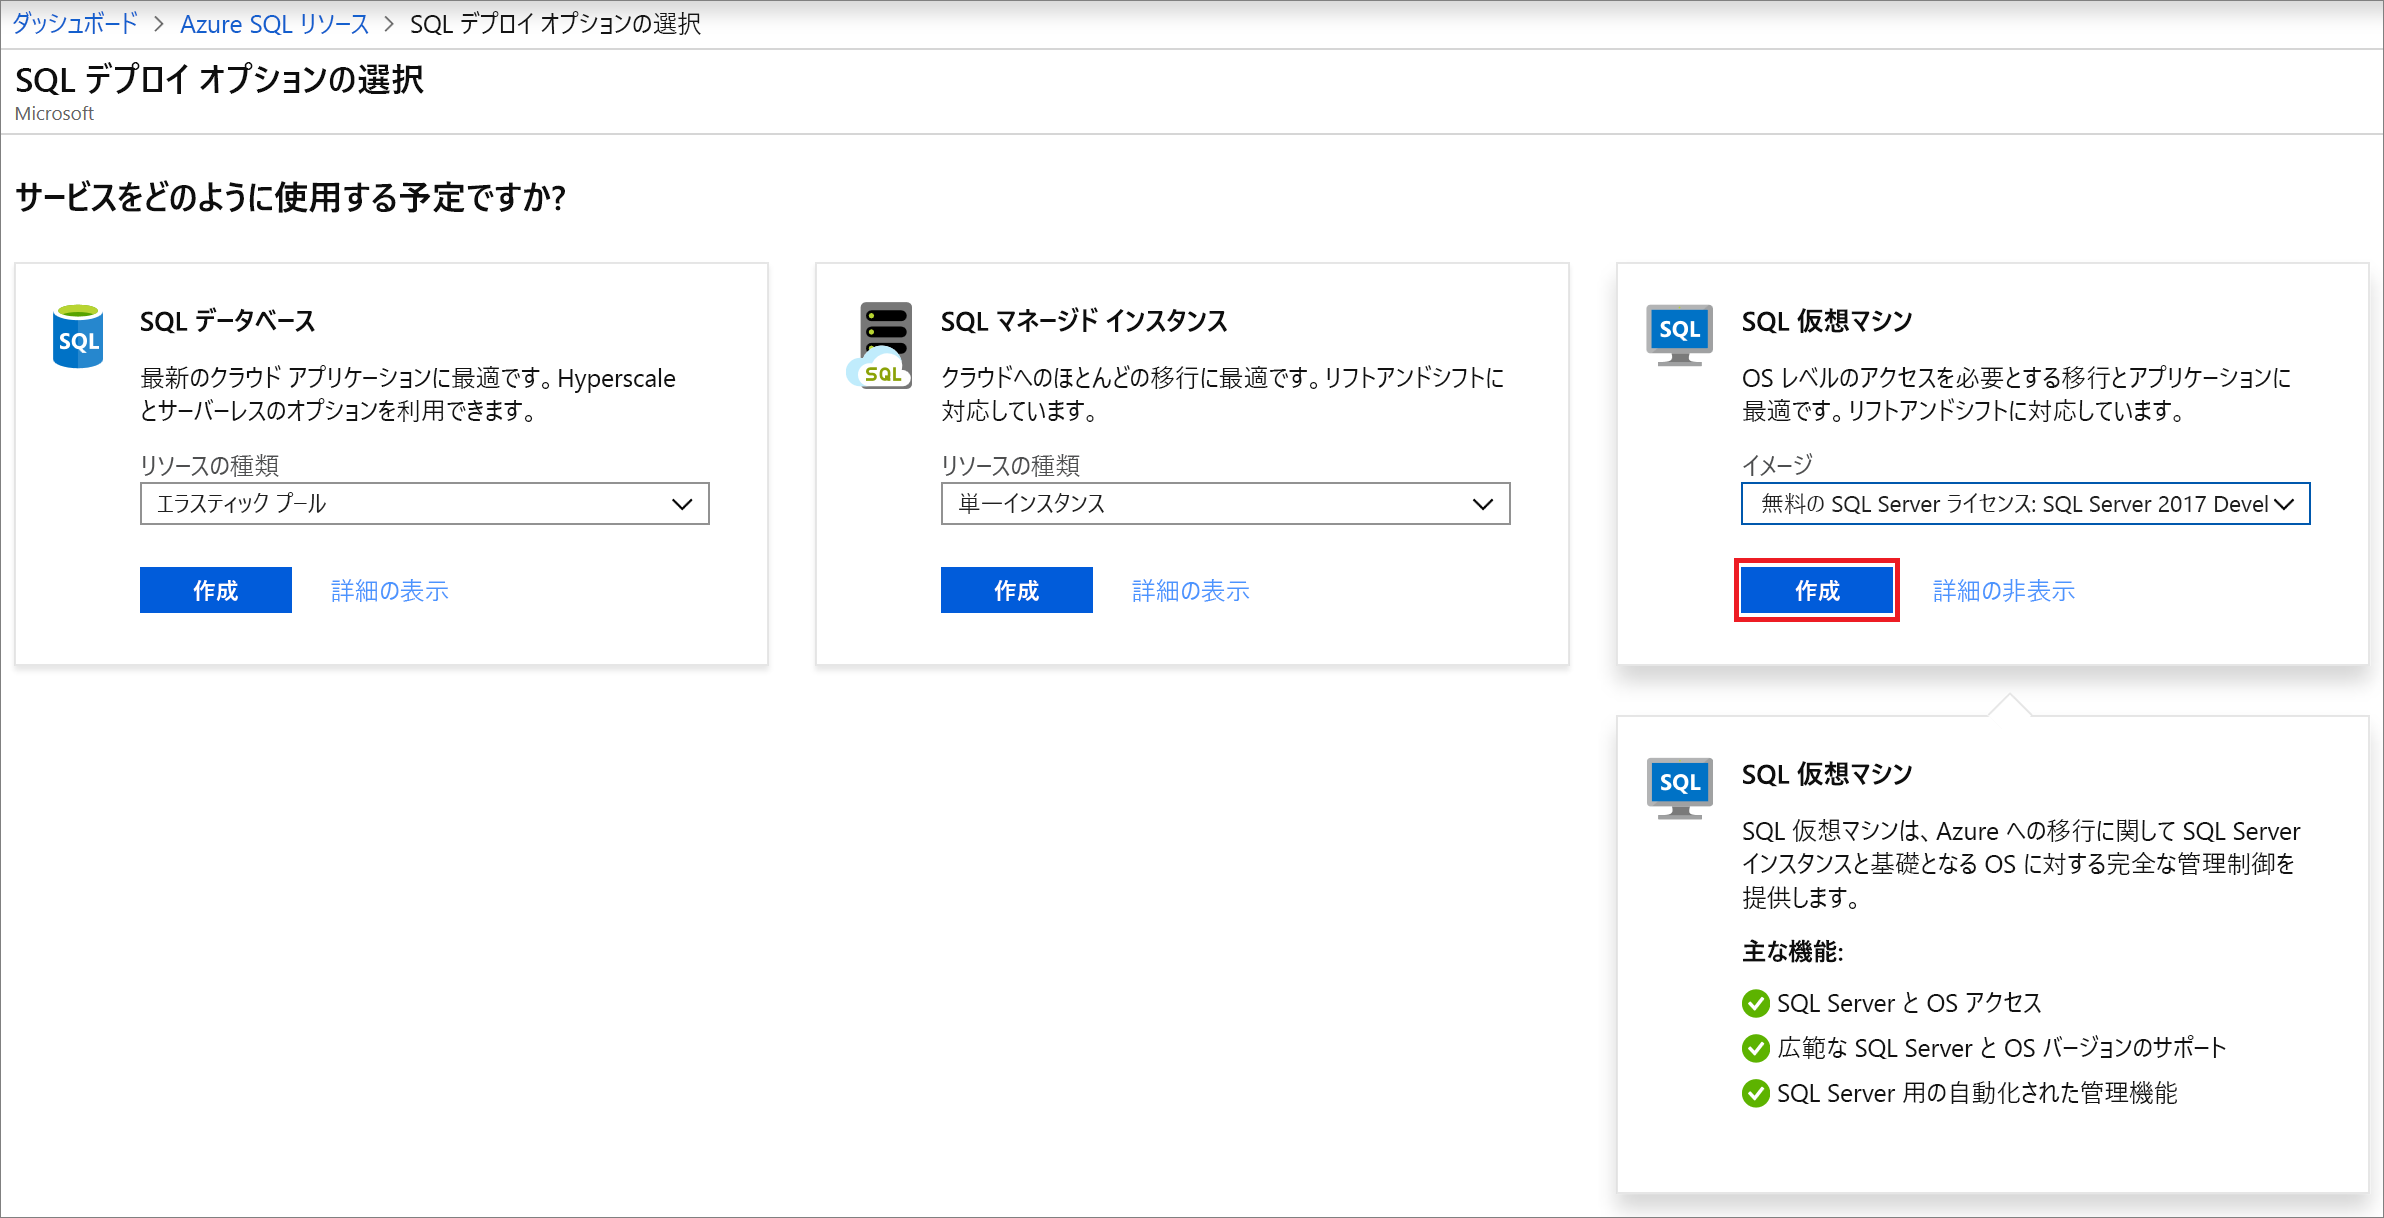 ダッシュボード > Azure SQL リソース > SQL デプロイ オプションの選択
SQL デプロイ オプションの選択
Microsoft
サービスをどのように使用する予定ですか?
SQL
SQL データベース
最新のクラウド アプリケーションに最適です。Hyperscale
とサーバーレスのオプションを利用できます。
リソースの種類
エラスティック プール
作成 詳細の表示
SQL
SQL マネージド インスタンス
クラウドへのほとんどの移行に最適です。リフトアンドシフトに
対応しています。
リソースの種類
単一インスタンス
作成 詳細の表示
SQL
SQL 仮想マシン
OS レベルのアクセスを必要とする移行とアプリケーションに
最適です。リフトアンドシフトに対応しています。
イメージ
無料の SQL Server ライセンス: SQL Server 2017 Devel
作成 詳細の非表示
SQL
SQL 仮想マシン
SQL 仮想マシンは、Azure への移行に関して SQL Server
インスタンスと基礎となる OS に対する完全な管理制御を
提供します。
主な機能:
SQL Server と OS アクセス
広範な SQL Server と OS バージョンのサポート
SQL Server 用の自動化された管理機能